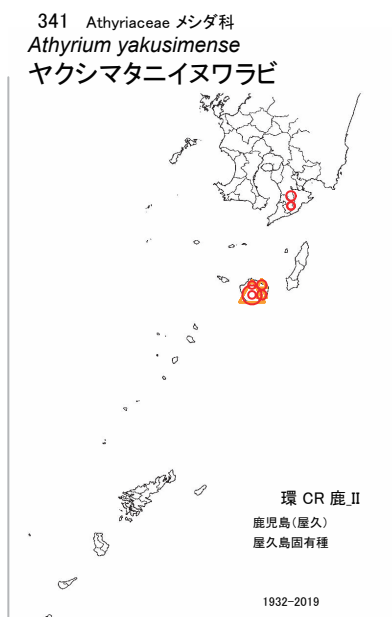 341 Athyriaceae メシダ科
Athyrium yakusimense
ヤクシマタニイヌワラビ
環 CR 鹿_II
鹿児島(屋久)
屋久島固有種
1932-2019